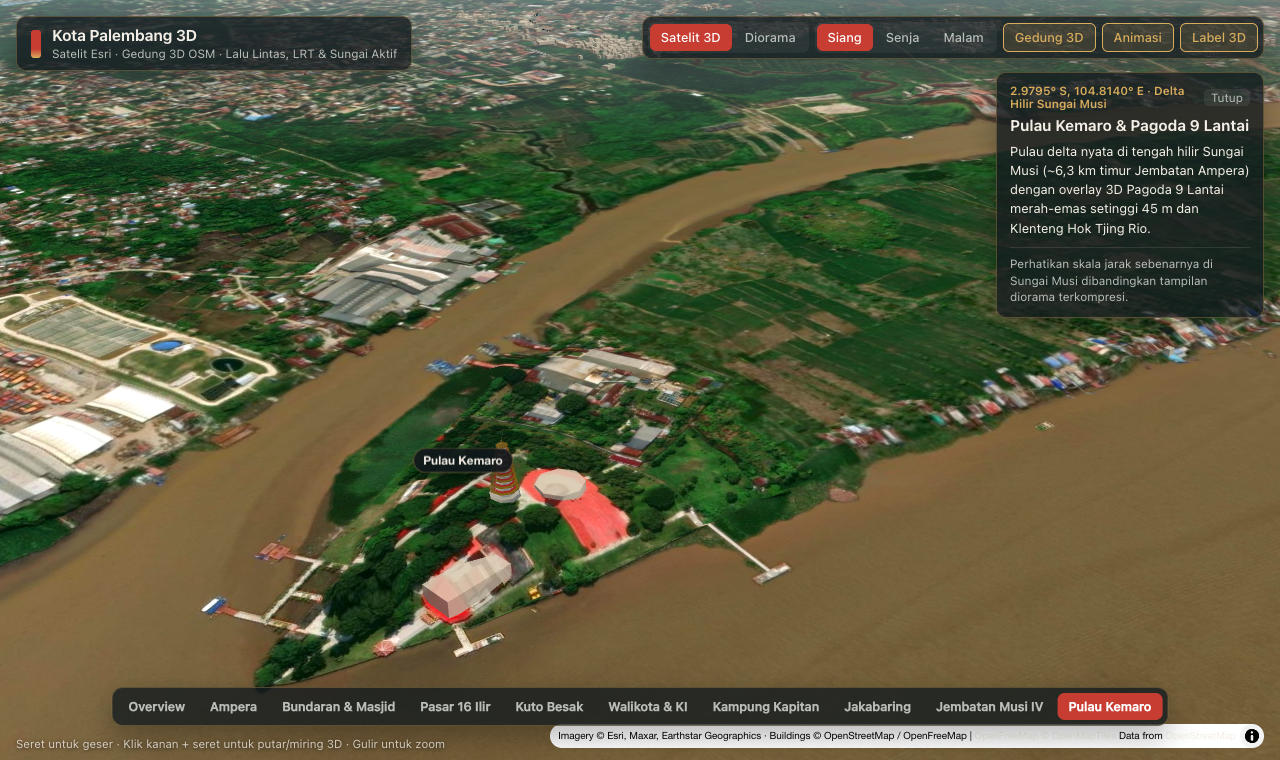 Kota Palembang 3D
Satelit Esri · Gedung 3D OSM · Lalu Lintas, LRT & Sungai Aktif
Satelit 3D
Diorama
Siang
Senja
Malam
Gedung 3D
Animasi
Label 3D
2.9795° S, 104.8140° E · Delta
Hilir Sungai Musi
Tutup
Pulau Kemaro & Pagoda 9 Lantai
Pulau delta nyata di tengah hilir Sungai
Musi (~6,3 km timur Jembatan Ampera)
dengan overlay 3D Pagoda 9 Lantai
merah-emas setinggi 45 m dan
Klenteng Hok Tjing Rio.
Perhatikan skala jarak sebenarnya di
Sungai Musi dibandingkan tampilan
diorama terkompresi.
Pulau Kemaro
Overview
Ampera
Bundaran & Masjid
Pasar 16 Ilir
Kuto Besak
Walikota & KI
Kampung Kapitan
Jakabaring
Jembatan Musi IV
Pulau Kemaro
Seret untuk geser · Klik kanan + seret untuk putar/miring 3D · Gulir untuk zoom
Imagery © Esri, Maxar, Earthstar Geographics · Buildings © OpenStreetMap / OpenFreeMap | OpenFreeMap © OpenMapTiles Data from OpenStreetMap